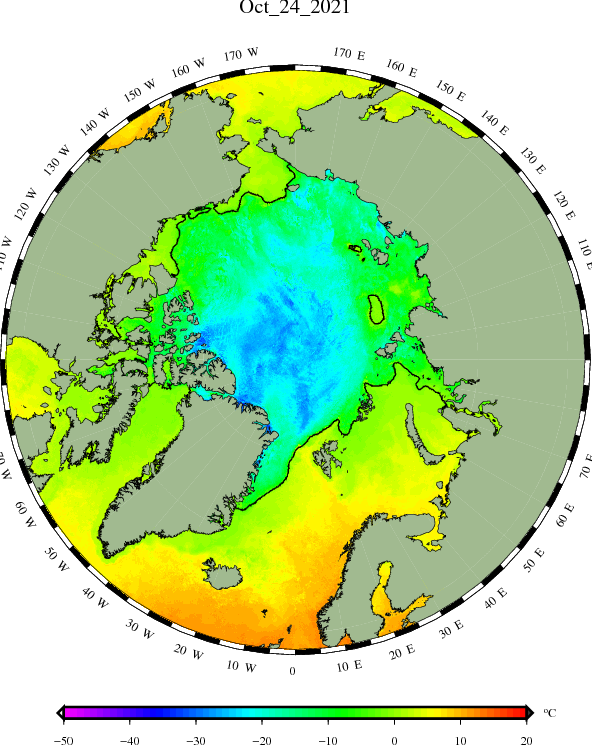 Oct_24_2021
170 W
170 E
160 W
160 E
150 W
150 E
140 W
140 E
130 W
130 E
120 W
120 E
110 E
70 E
60 W
60 E
50 W
50 E
40 W
40 E
30 W
30 E
20 W
20 E
10 W
10 E
0
°C
−50 −40 −30 −20 −10 0 10 20